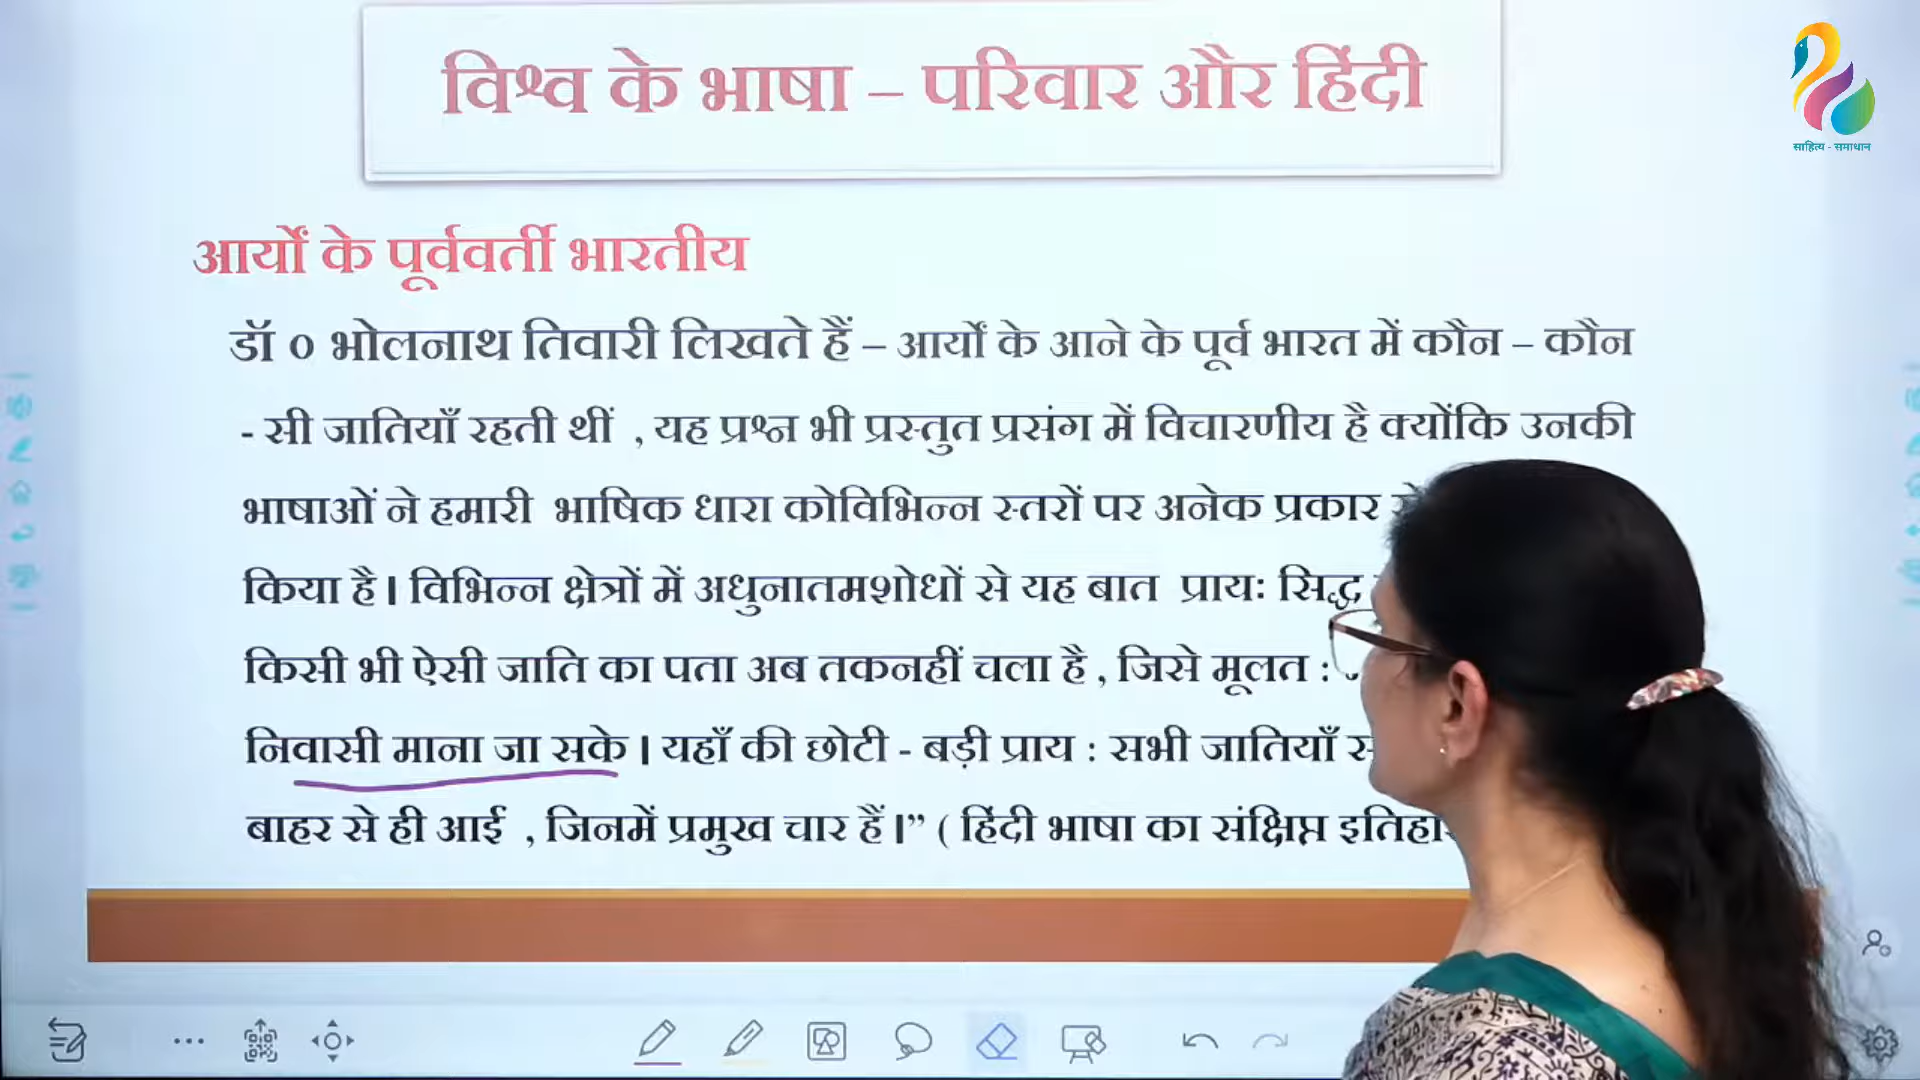 विश्व के भाषा – परिवार और हिंदी
साहित्य - समाधान
आर्यों के पूर्ववर्ती भारतीय
डॉ ० भोलनाथ तिवारी लिखते हैं – आर्यों के आने के पूर्व भारत में कौन – कौन
- सी जातियाँ रहती थीं , यह प्रश्न भी प्रस्तुत प्रसंग में विचारणीय है क्योंकि उनकी
भाषाओं ने हमारी भाषिक धारा कोविभिन्न स्तरों पर अनेक प्रकार
किया है । विभिन्न क्षेत्रों में अधुनातमशोधों से यह बात प्रायः सिद्ध
किसी भी ऐसी जाति का पता अब तकनहीं चला है , जिसे मूलत :
निवासी माना जा सके । यहाँ की छोटी - बड़ी प्राय : सभी जातियाँ
बाहर से ही आई , जिनमें प्रमुख चार हैं ।” ( हिंदी भाषा का संक्षिप्त